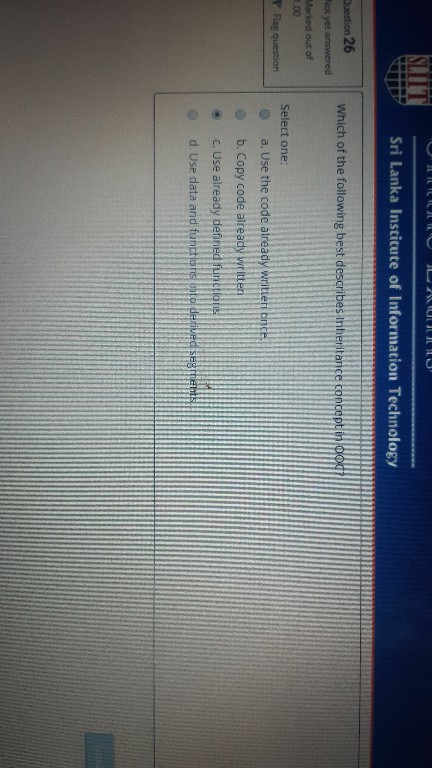 SLIIT
Sri Lanka Institute of Information Technology
Question 26
Not yet answered
Marked out of
1.00
Flag question
Which of the following best describes Inheritance concept in OOC?
Select one:
a. Use the code already written once.
b. Copy code already written
c. Use already defined functions
d. Use data and functions into derived segments.